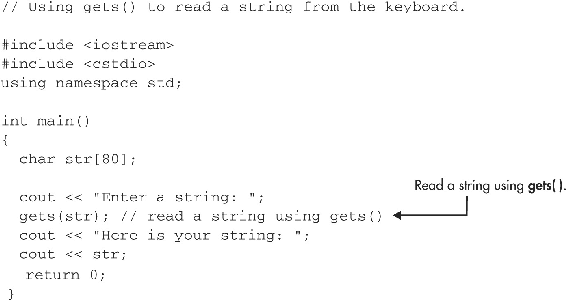 // Using gets() to read a string from the keyboard.
#include <iostream>
#include <cstdio>
using namespace std;
int main()
{
char str[80];
cout << "Enter a string: ";
Read a string using gets( ).
gets(str); // read a string using gets()
cout << "Here is your string: ";
cout << str;
return 0;
}